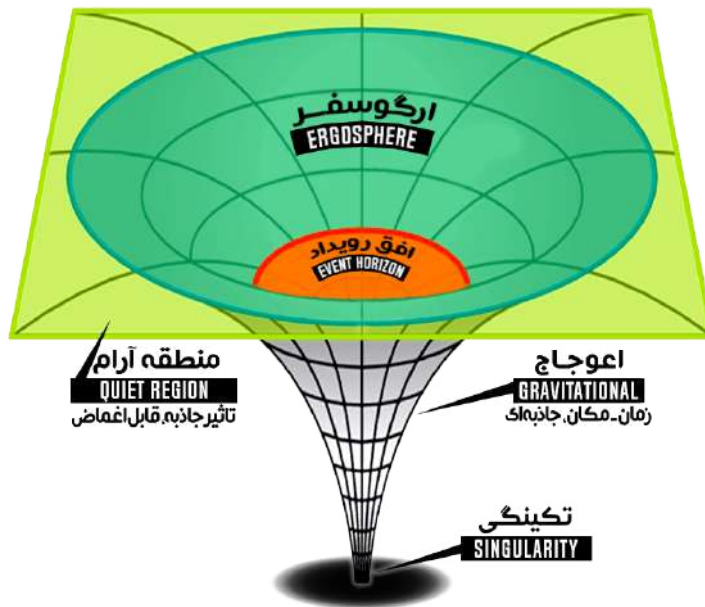 ارگوسفر
ERGOSPHERE
افق رویداد
EVENT HORIZON
منطقه آرام
QUIET REGION
تاثیر جاذبه، قابل اغماض
اعوجاج
GRAVITATIONAL
زمان-مکان، جاذبه‌ای
تکینگی
SINGULARITY